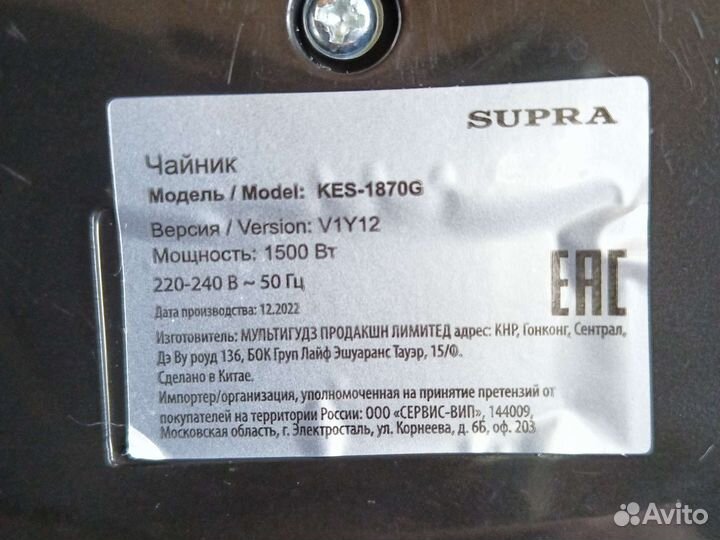 SUPRA
Чайник
Модель / Model: KES-1870G
Версия / Version: V1Y12
Мощность: 1500 Вт
220-240 В ~ 50 Гц
EAC
Дата производства: 12.2022
Изготовитель: МУЛЬТИГУДЗ ПРОДАКШН ЛИМИТЕД адрес: КНР, Гонконг, Сентрал,
Дэ Ву роуд 136, БОК Груп Лайф Эшуаранс Тауэр, 15/Ф.
Сделано в Китае.
Импортер/организация, уполномоченная на принятие претензий от
покупателей на территории России: ООО «СЕРВИС-ВИП», 144009,
Московская область, г. Электросталь, ул. Корнеева, д. 6Б, оф. 203
Avito